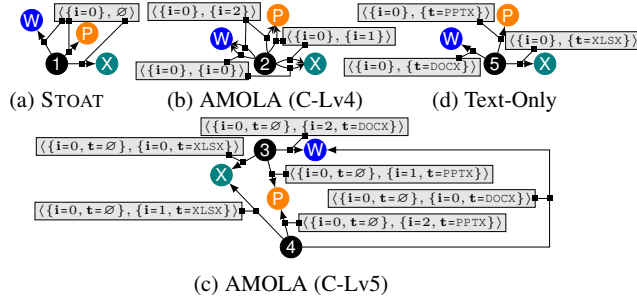 ⟨{i=0}, ∅⟩
W
P
1
X
(a) STOAT
⟨{i=0}, {i=2}⟩
P
W
⟨{i=0}, {i=1}⟩
2
X
⟨{i=0}, {i=0}⟩
(b) AMOLA (C-Lv4)
⟨{i=0}, {t=PPTX}⟩
P
W
⟨{i=0}, {t=XLSX}⟩
⟨{i=0}, {t=DOCX}⟩
5
X
(d) Text-Only
⟨{i=0, t=∅}, {i=2, t=DOCX}⟩
⟨{i=0, t=∅}, {i=0, t=XLSX}⟩
3
W
X
⟨{i=0, t=∅}, {i=1, t=PPTX}⟩
P
⟨{i=0, t=∅}, {i=0, t=DOCX}⟩
⟨{i=0, t=∅}, {i=1, t=XLSX}⟩
⟨{i=0, t=∅}, {i=2, t=PPTX}⟩
4
(c) AMOLA (C-Lv5)